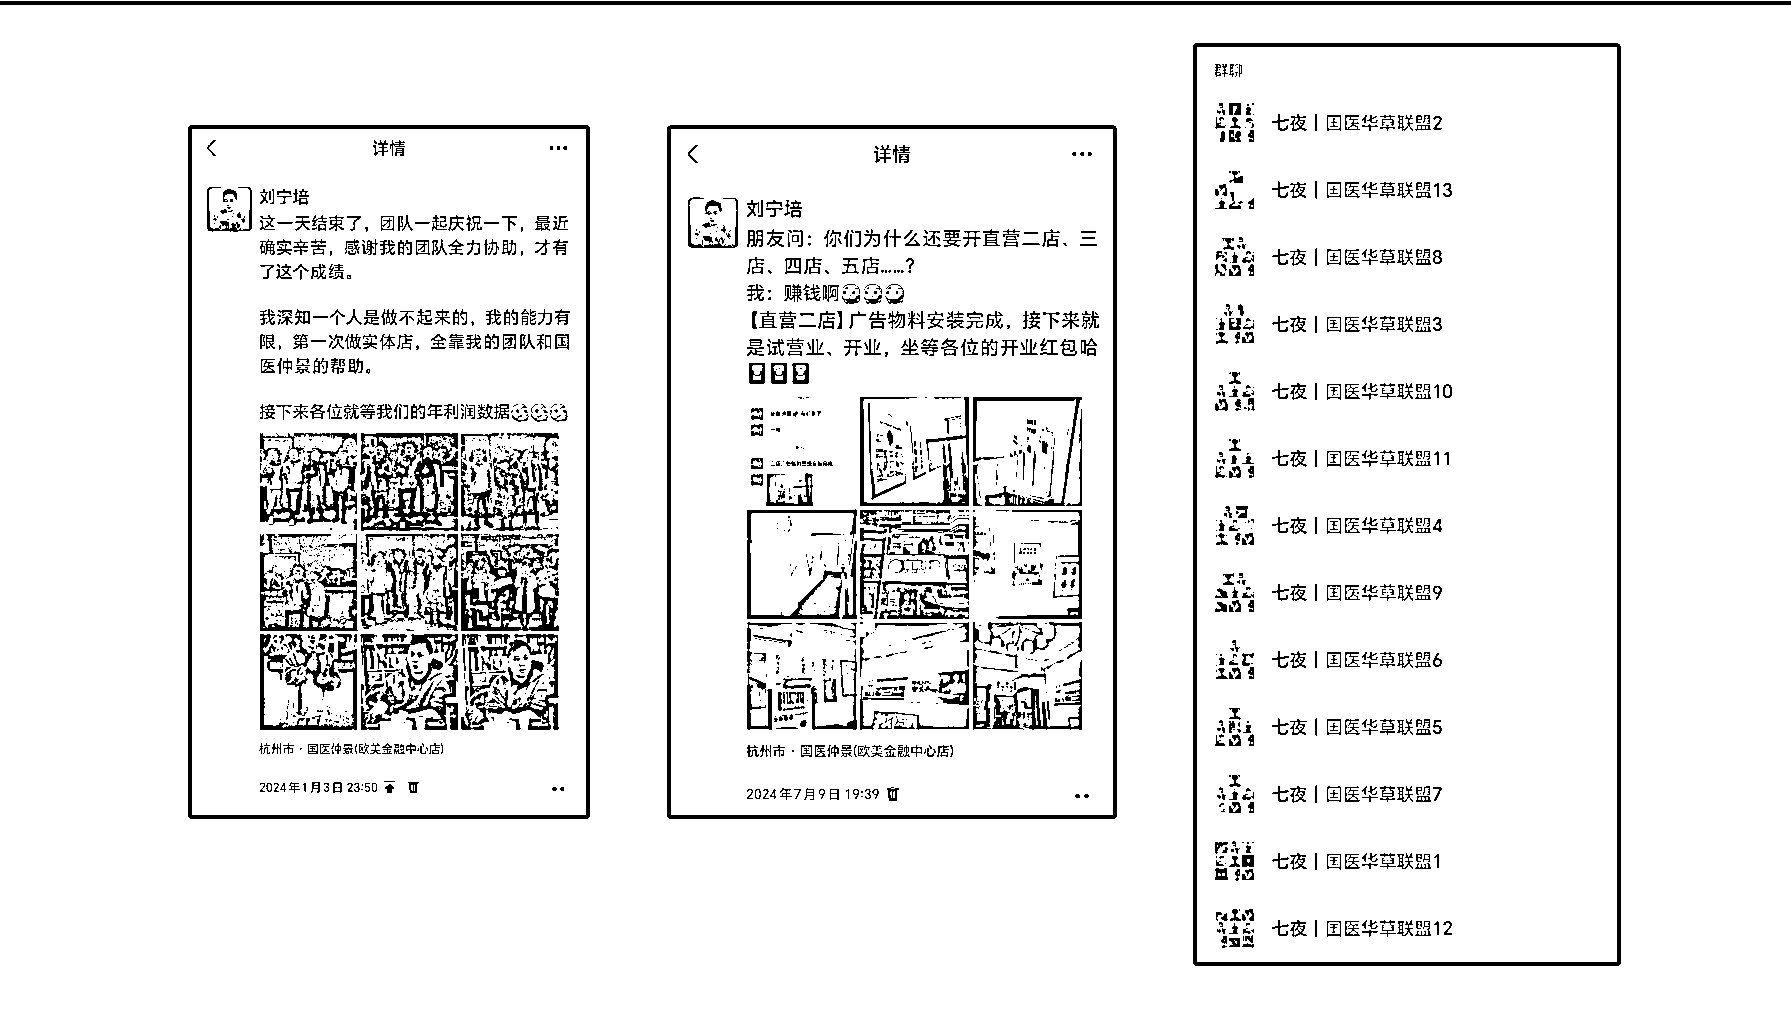 详情
刘宁培
这一天结束了，团队一起庆祝一下，最近
确实辛苦，感谢我的团队全力协助，才有
了这个成绩。
我深知一个人是做不起来的，我的能力有
限，第一次做实体店，全靠我的团队和国
医仲景的帮助。
接下来各位就等我们的年利润数据
杭州市·国医仲景(欧美金融中心店)
2024年1月3日 23:50
详情
刘宁培
朋友问：你们为什么还要开直营二店、三
店、四店、五店……？
我：赚钱啊
【直营二店】广告物料安装完成，接下来就
是试营业、开业，坐等各位的开业红包哈
杭州市·国医仲景(欧美金融中心店)
2024年7月9日 19:39
群聊
七夜｜国医华草联盟2
七夜｜国医华草联盟13
七夜｜国医华草联盟8
七夜｜国医华草联盟3
七夜｜国医华草联盟10
七夜｜国医华草联盟11
七夜｜国医华草联盟4
七夜｜国医华草联盟9
七夜｜国医华草联盟6
七夜｜国医华草联盟5
七夜｜国医华草联盟7
七夜｜国医华草联盟1
七夜｜国医华草联盟12